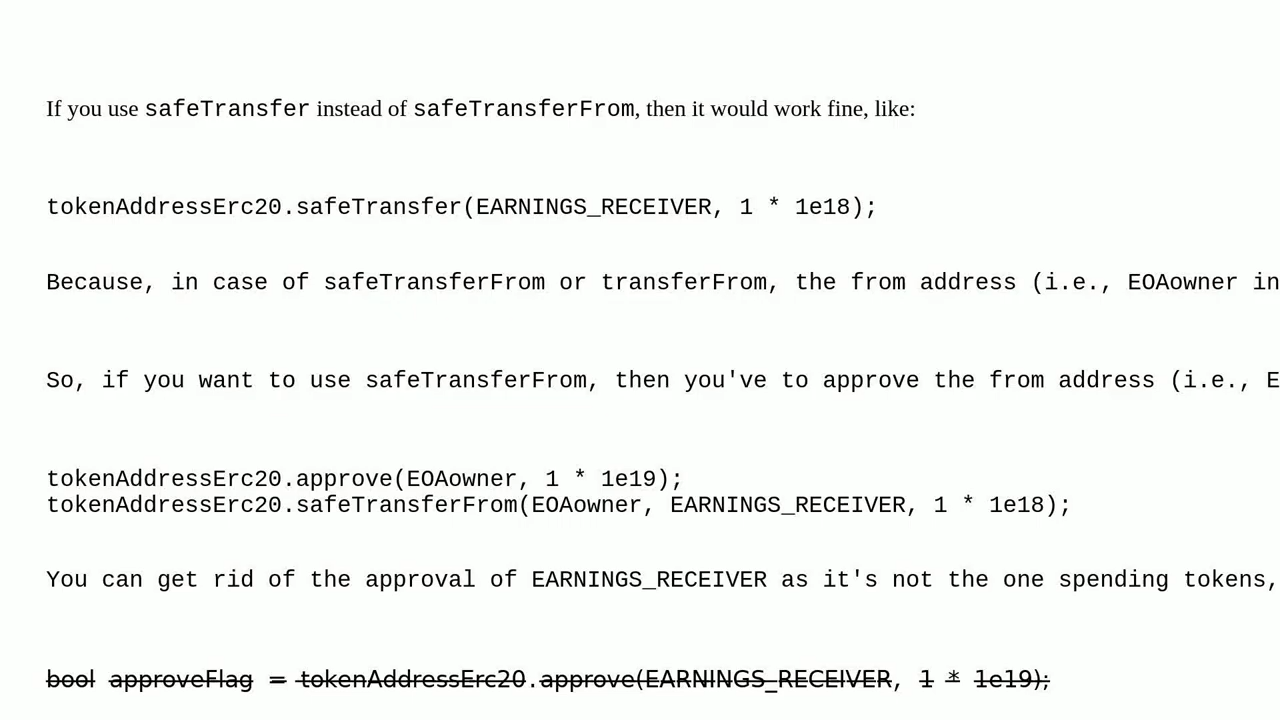 If you use safeTransfer instead of safeTransferFrom, then it would work fine, like:
tokenAddressErc20.safeTransfer(EARNINGS_RECEIVER, 1 * 1e18);
Because, in case of safeTransferFrom or transferFrom, the from address (i.e., EOAowner in
So, if you want to use safeTransferFrom, then you've to approve the from address (i.e., E
tokenAddressErc20.approve(EOAowner, 1 * 1e19);
tokenAddressErc20.safeTransferFrom(EOAowner, EARNINGS_RECEIVER, 1 * 1e18);
You can get rid of the approval of EARNINGS_RECEIVER as it's not the one spending tokens,
bool approveFlag = tokenAddressErc20.approve(EARNINGS_RECEIVER, 1 * 1e19);